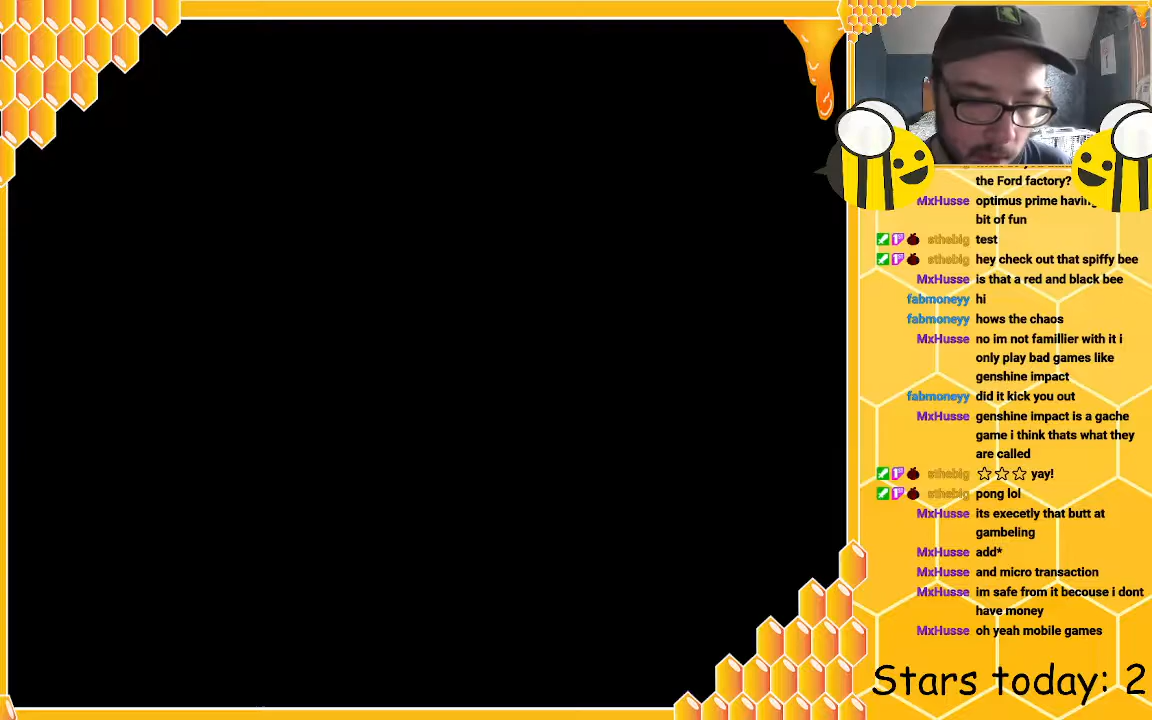 the Ford factory?
MxHusse optimus prime
bit of fun
sthebig test
sthebig hey check out that spiffy bee
MxHusse is that a red and black bee
fabmoneyy hi
fabmoneyy hows the chaos
MxHusse no im not famillier with it i
only play bad games like
genshine impact
fabmoneyy did it kick you out
MxHusse genshine impact is a gache
game i think thats what they
are called
sthebig ☆☆☆ yay!
sthebig pong lol
MxHusse its execetly that butt at
gambeling
MxHusse add*
MxHusse and micro transaction
MxHusse im safe from it becouse i dont
have money
MxHusse oh yeah mobile games
Stars today: 2